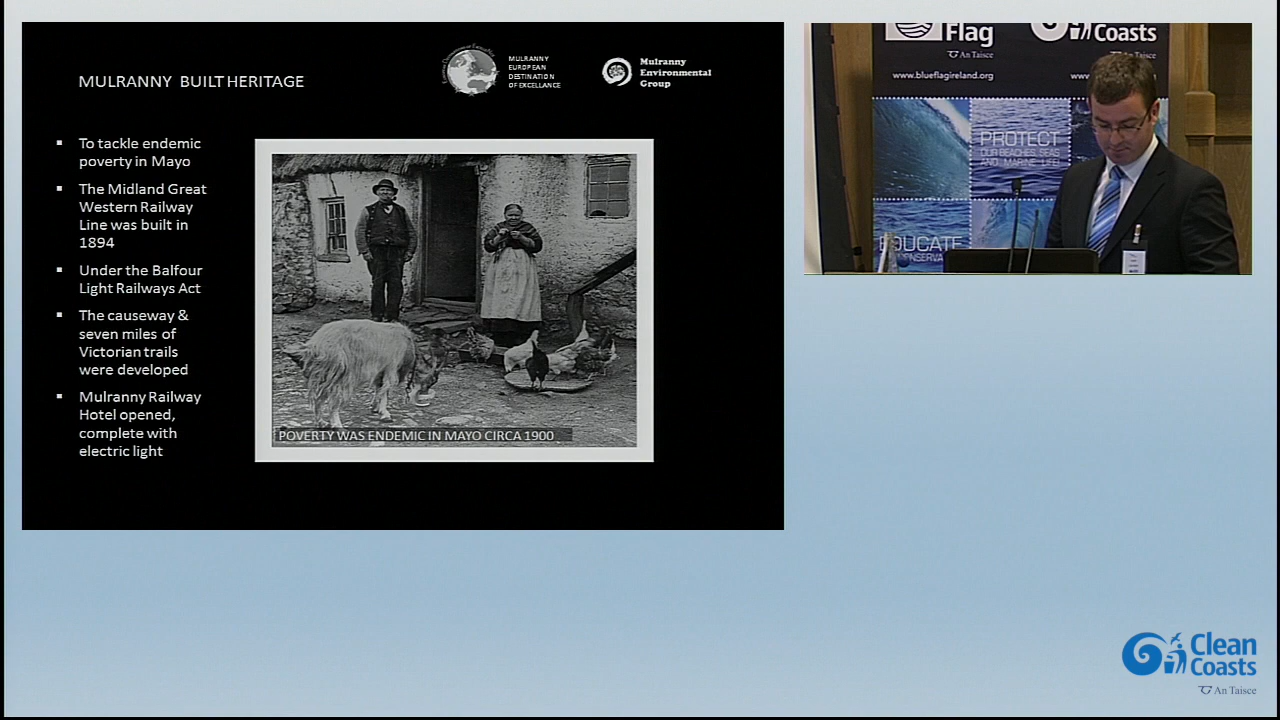 MULRANNY BUILT HERITAGE
MULRANNY
EUROPEAN
DESTINATION
OF EXCELLENCE
Mulranny
Environmental
Group
▪ To tackle endemic
poverty in Mayo
▪ The Midland Great
Western Railway
Line was built in
1894
▪ Under the Balfour
Light Railways Act
▪ The causeway &
seven miles of
Victorian trails
were developed
▪ Mulranny Railway
Hotel opened,
complete with
electric light
POVERTY WAS ENDEMIC IN MAYO CIRCA 1900
Flag
An Taisce
www.blueflagireland.org
Coasts
An Taisce
PROTECT
OUR BEACHES, SEAS
AND MARINE LIFE!
EDUCATE
Clean
Coasts
An Taisce